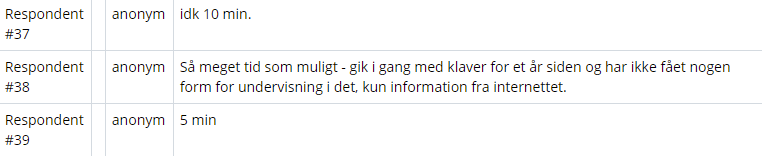 Respondent #37 anonym idk 10 min.
Respondent #38 anonym Så meget tid som muligt - gik i gang med klaver for et år siden og har ikke fået nogen
form for undervisning i det, kun information fra internettet.
Respondent #39 anonym 5 min